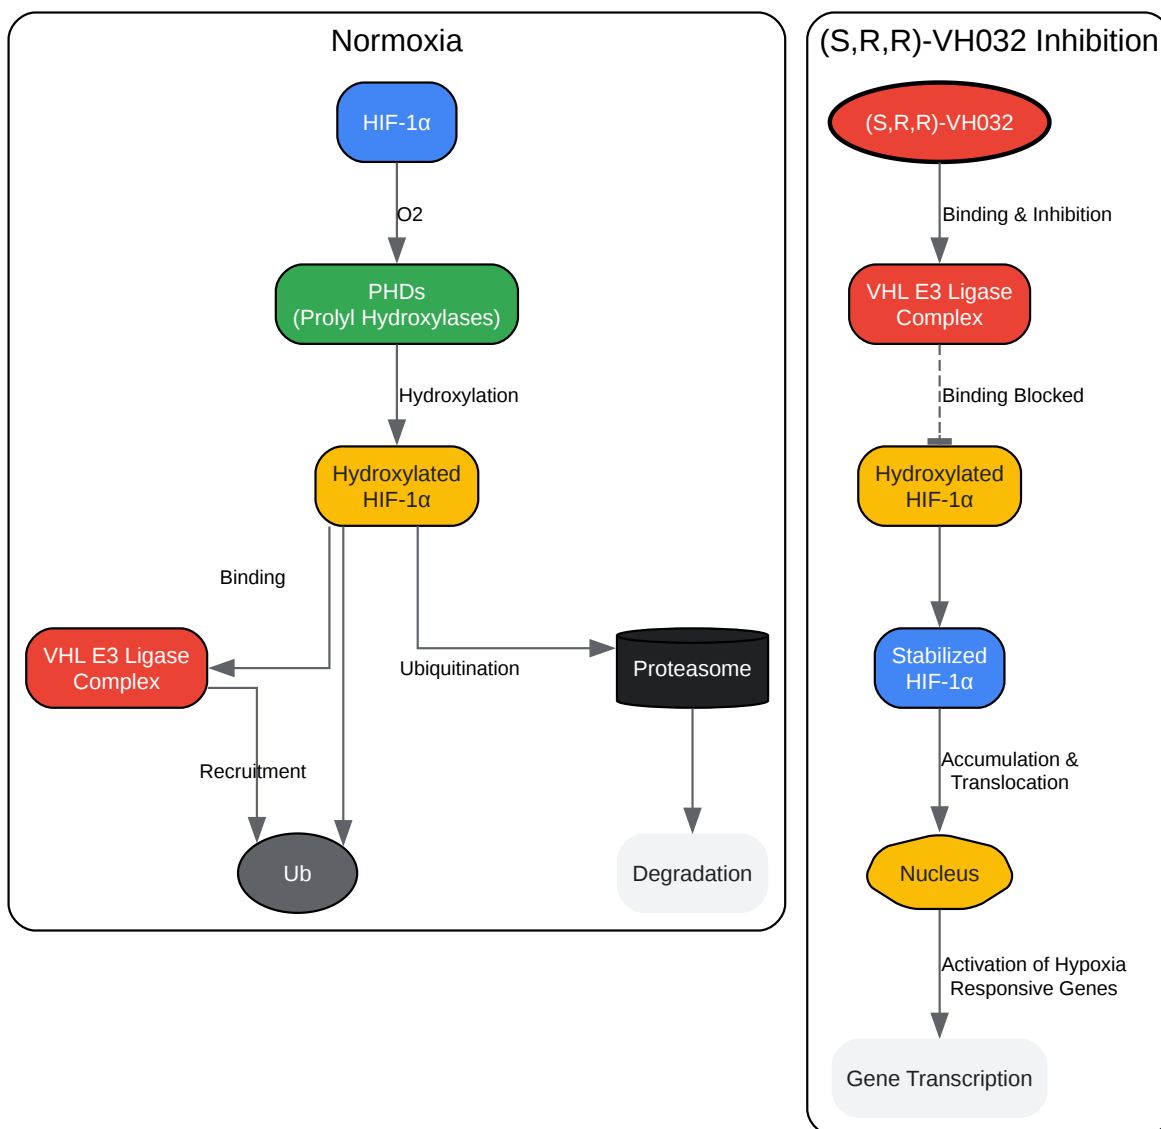 Normoxia
HIF-1α
O2
PHDs
(Prolyl Hydroxylases)
Hydroxylation
Hydroxylated
HIF-1α
Binding
VHL E3 Ligase
Complex
Ubiquitination
Proteasome
Recruitment
Ub
Degradation
(S,R,R)-VH032 Inhibition
(S,R,R)-VH032
Binding & Inhibition
VHL E3 Ligase
Complex
Binding Blocked
Hydroxylated
HIF-1α
Stabilized
HIF-1α
Accumulation &
Translocation
Nucleus
Activation of Hypoxia
Responsive Genes
Gene Transcription